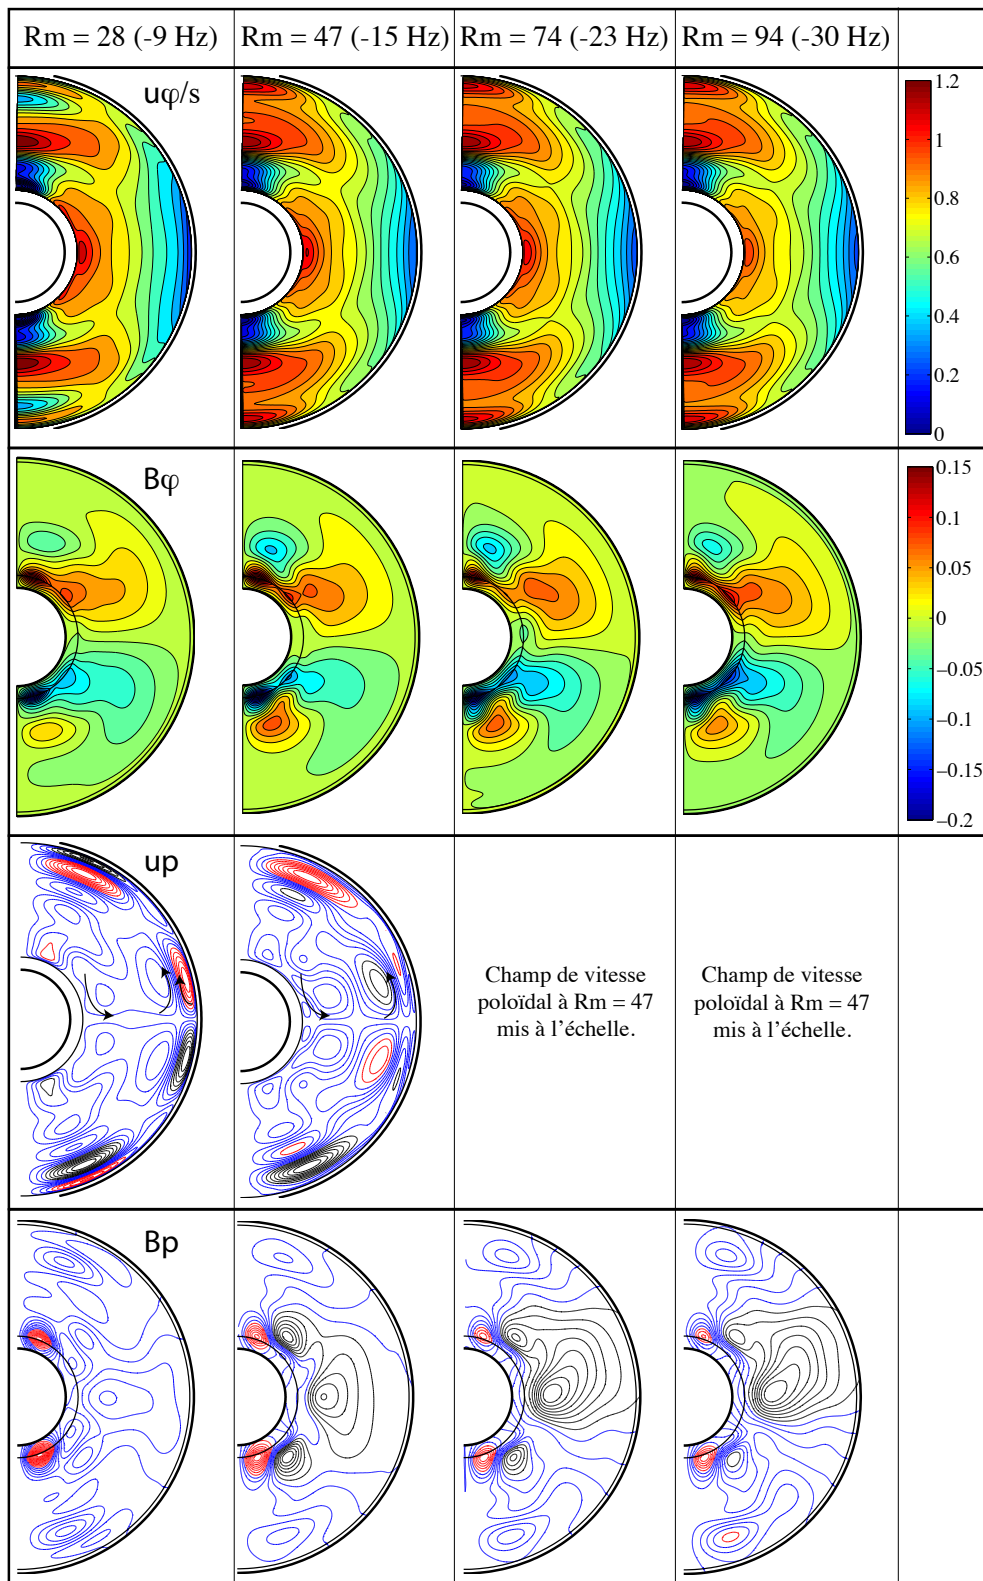 Rm = 28 (-9 Hz) Rm = 47 (-15 Hz) Rm = 74 (-23 Hz) Rm = 94 (-30 Hz)
uφ/s
1.2
1
0.8
0.6
0.4
0.2
0
Bφ
0.15
0.1
0.05
0
−0.05
−0.1
−0.15
−0.2
up
Champ de vitesse
poloïdal à Rm = 47
mis à l'échelle.
Champ de vitesse
poloïdal à Rm = 47
mis à l'échelle.
Bp